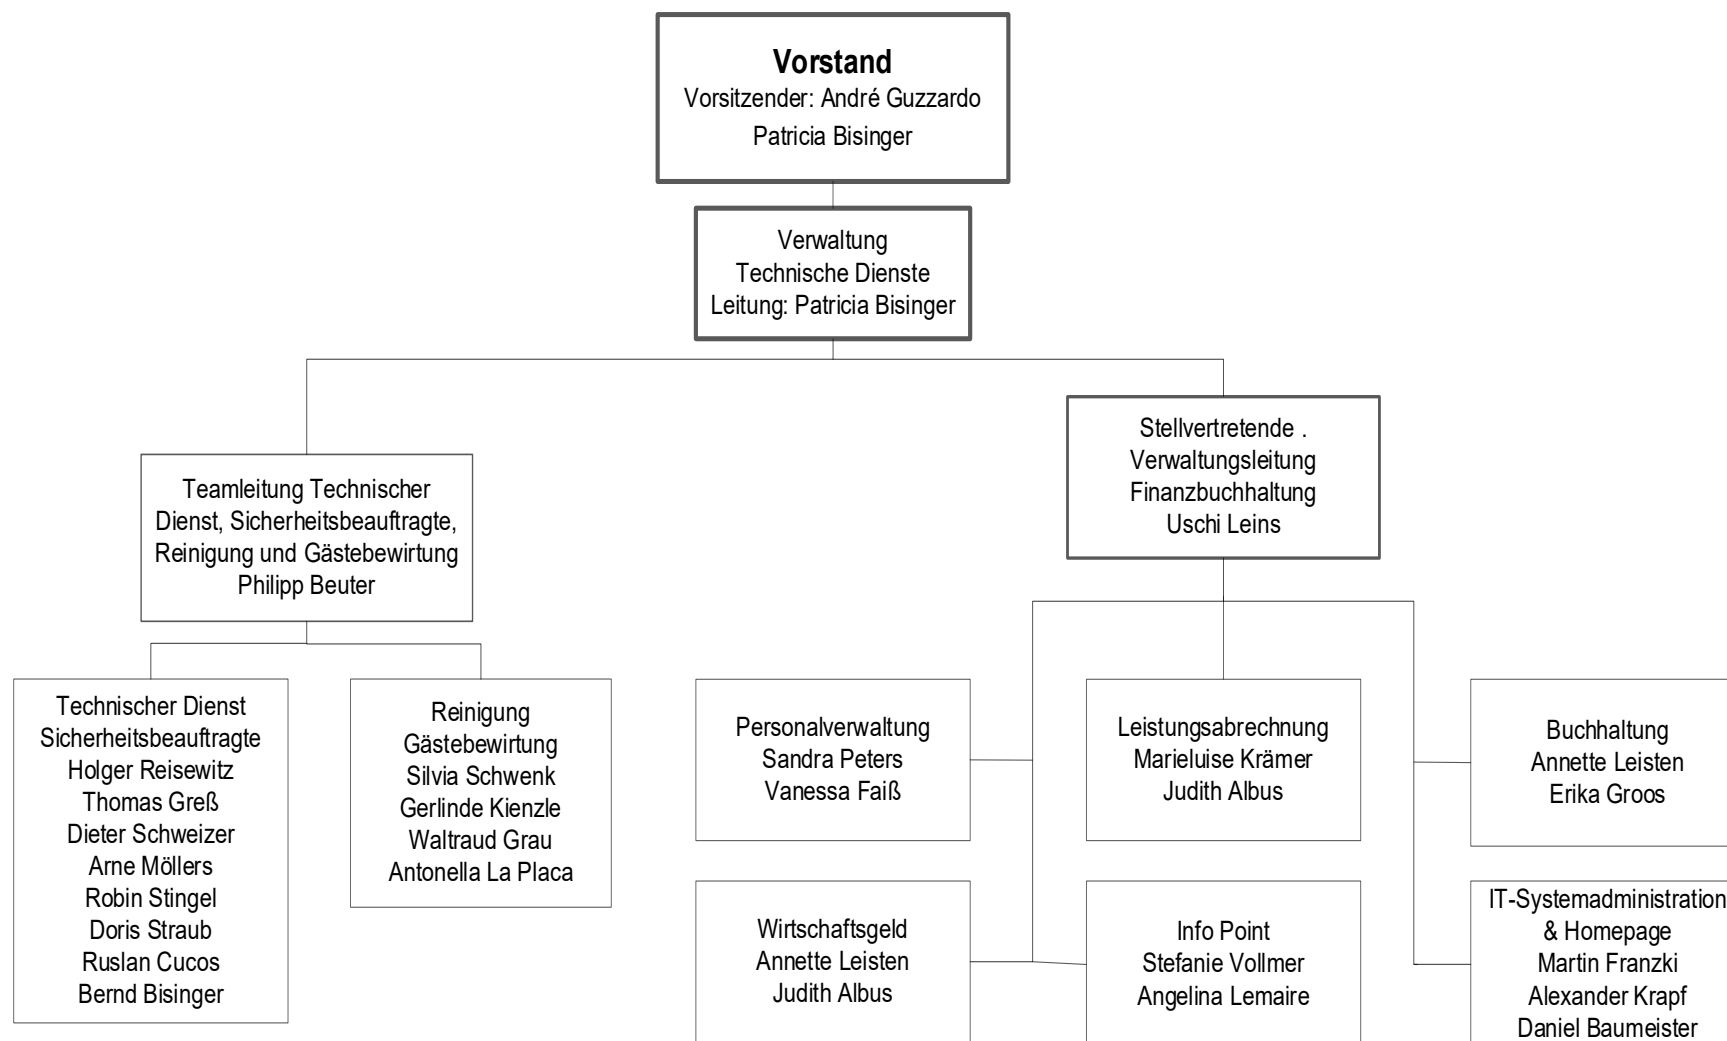 Vorstand
Vorsitzender: André Guzzardo
Patricia Bisinger
Verwaltung
Technische Dienste
Leitung: Patricia Bisinger
Teamleitung Technischer
Dienst, Sicherheitsbeauftragte,
Reinigung und Gästebewirtung
Philipp Beuter
Stellvertretende .
Verwaltungsleitung
Finanzbuchhaltung
Uschi Leins
Technischer Dienst
Sicherheitsbeauftragte
Holger Reisewitz
Thomas Greß
Dieter Schweizer
Arne Möllers
Robin Stingel
Doris Straub
Ruslan Cucos
Bernd Bisinger
Reinigung
Gästebewirtung
Silvia Schwenk
Gerlinde Kienzle
Waltraud Grau
Antonella La Placa
Personalverwaltung
Sandra Peters
Vanessa Faiß
Leistungsabrechnung
Marieluise Krämer
Judith Albus
Buchhaltung
Annette Leisten
Erika Groos
Wirtschaftsgeld
Annette Leisten
Judith Albus
Info Point
Stefanie Vollmer
Angelina Lemaire
IT-Systemadministration
& Homepage
Martin Franzki
Alexander Krapf
Daniel Baumeister